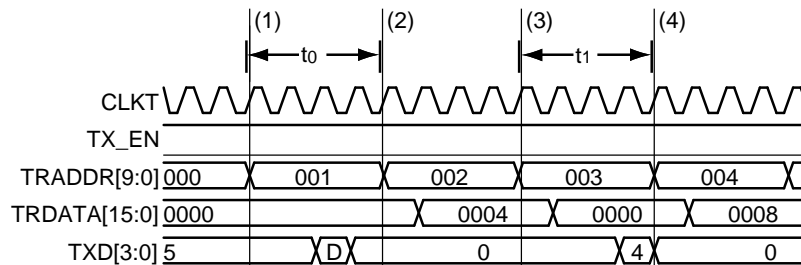 (1) (2) (3) (4)
t0 t1
CLKT
TX_EN
TRADDR[9:0] 000 001 002 003 004
TRDATA[15:0] 0000 0004 0000 0008
TXD[3:0] 5 D 0 4 0